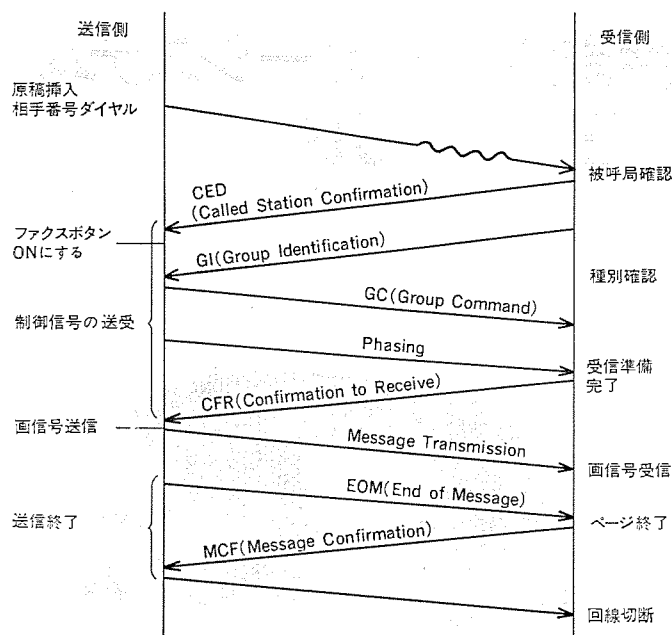 送信側
受信側
原稿挿入
相手番号ダイヤル
被呼局確認
CED
(Called Station Confirmation)
ファクスボタン
ONにする
GI(Group Identification)
種別確認
GC(Group Command)
制御信号の送受
Phasing
受信準備
完了
CFR(Confirmation to Receive)
画信号送信
Message Transmission
画信号受信
EOM(End of Message)
送信終了
ページ終了
MCF(Message Confirmation)
回線切断